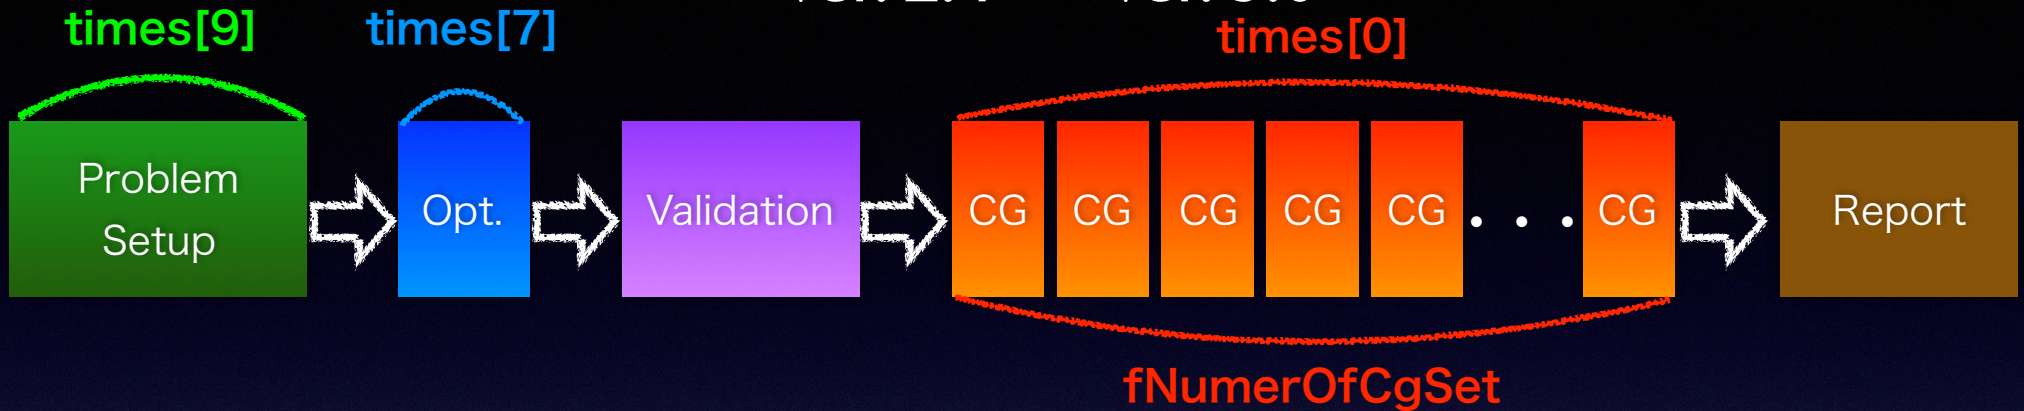 times[9]
times[7]
times[0]
Problem
Setup
Opt.
Validation
CG
CG
CG
CG
CG
. . .
CG
Report
fNumerOfCgSet